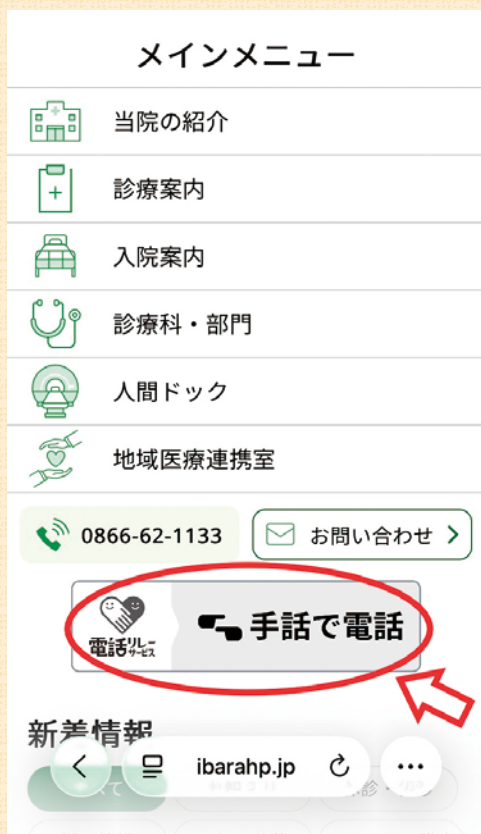 メインメニュー
当院の紹介
診療案内
入院案内
診療科・部門
人間ドック
地域医療連携室
0866-62-1133
お問い合わせ
電話リレーサービス
手話で電話
新着情報
ibarahp.jp